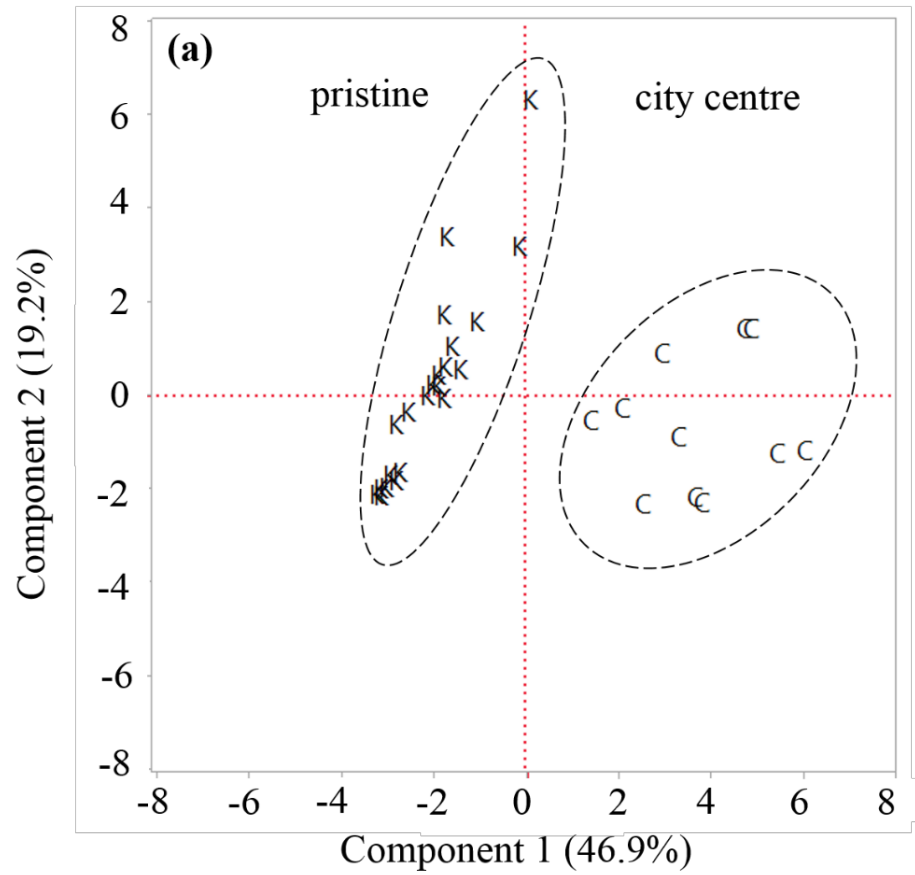 (a)
pristine
city centre
8
6
4
2
0
-2
-4
-6
-8
K
K
K
K
K
K
K
K
K
K
K
K
K
C
C
C
C
C
C
C
C
C
C
C
-8 -6 -4 -2 0 2 4 6 8
Component 2 (19.2%)
Component 1 (46.9%)